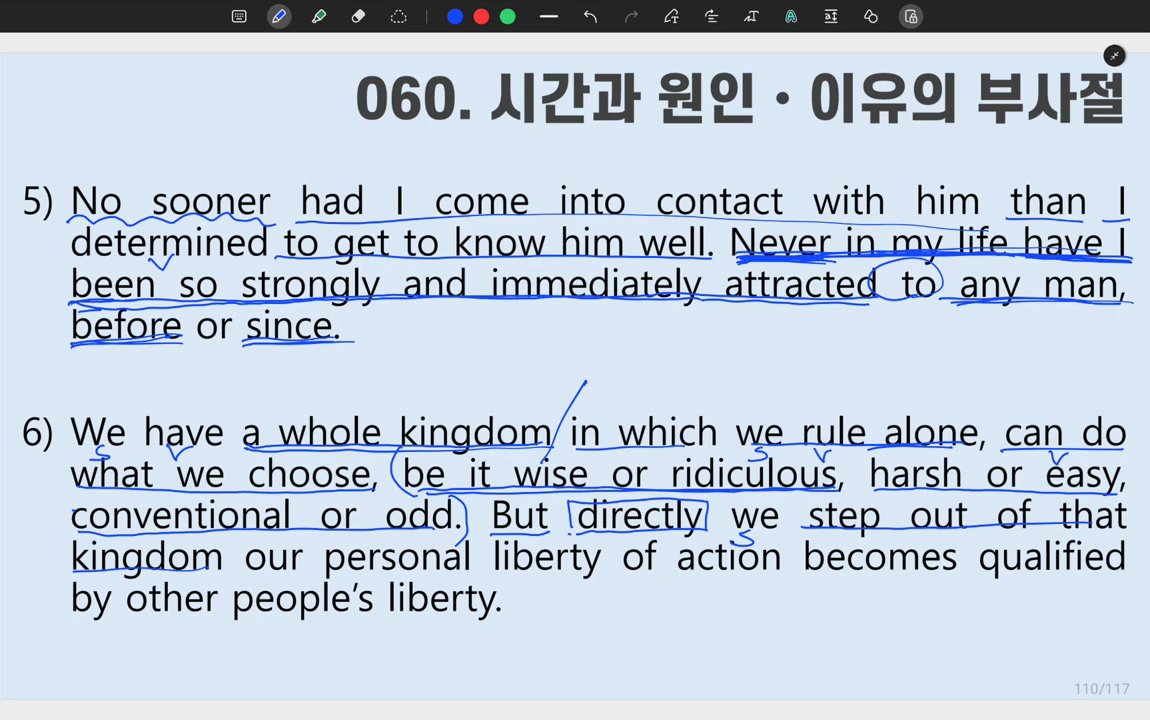 060. 시간과 원인·이유의 부사절
5) No sooner had I come into contact with him than I
determined to get to know him well. Never in my life have I
been so strongly and immediately attracted to any man,
before or since.
6) We have a whole kingdom in which we rule alone, can do
s v s v v
what we choose, be it wise or ridiculous, harsh or easy,
conventional or odd. But directly we step out of that
s
kingdom our personal liberty of action becomes qualified
by other people's liberty.
110/117